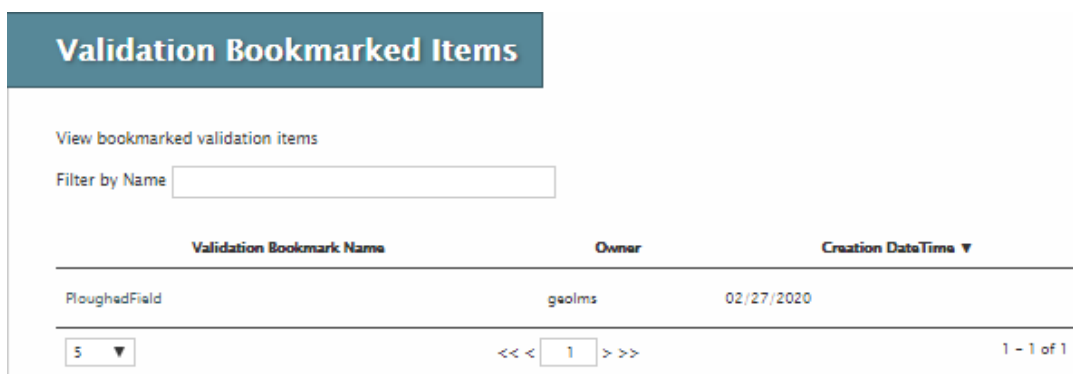 Validation Bookmarked Items
View bookmarked validation items
Filter by Name
Validation Bookmark Name Owner Creation DateTime ▼
PloughedField geolms 02/27/2020
5 ▼ << < 1 > >> 1 - 1 of 1